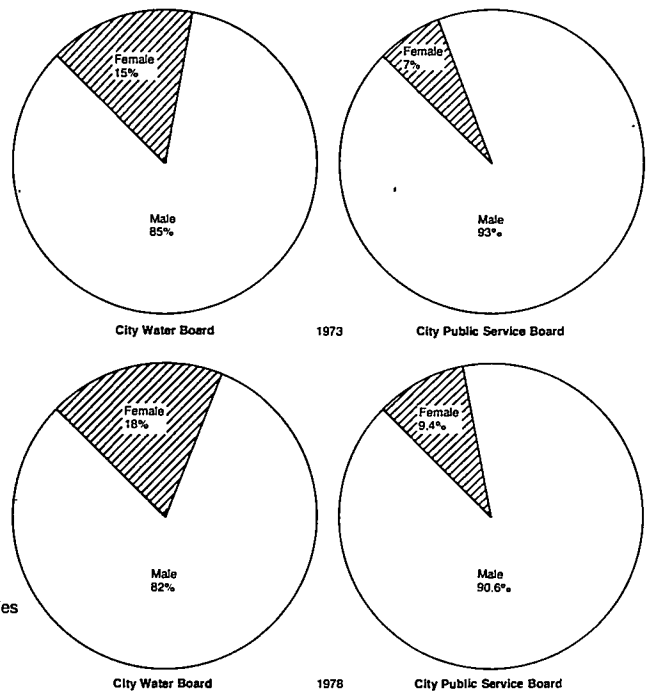 Female
15%
Male
85%
Female
7%
Male
93%
City Water Board 1973 City Public Service Board
Female
18%
Male
82%
Female
9.4%
Male
90.6%
City Water Board 1978 City Public Service Board